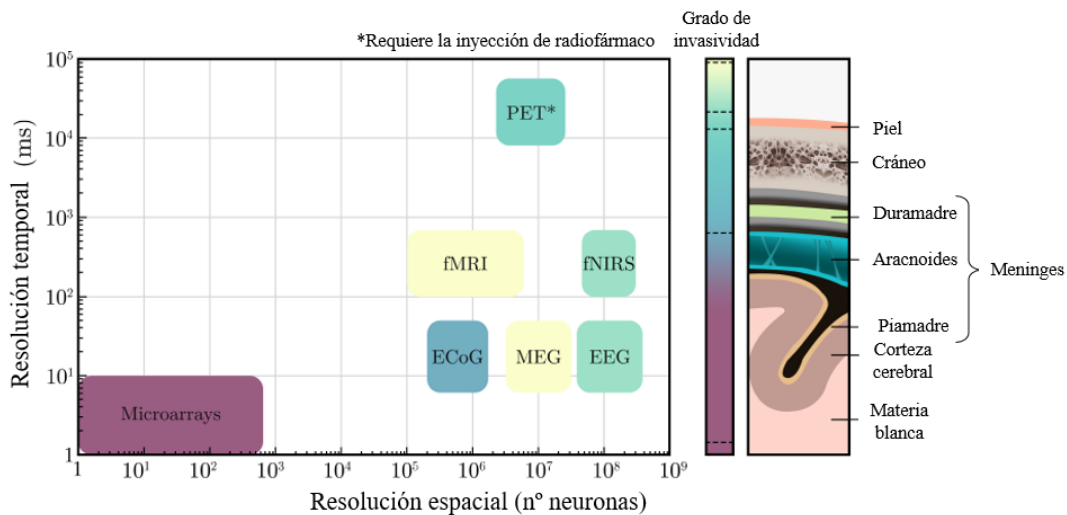 *Requiere la inyección de radiofármaco
Grado de
invasividad
Resolución temporal (ms)
10⁵
10⁴
10³
10²
10¹
1
PET*
fMRI
fNIRS
ECoG
MEG
EEG
Microarrays
1
10¹
10²
10³
10⁴
10⁵
10⁶
10⁷
10⁸
10⁹
Resolución espacial (nº neuronas)
Piel
Cráneo
Duramadre
Aracnoides
Meninges
Piamadre
Corteza
cerebral
Materia
blanca